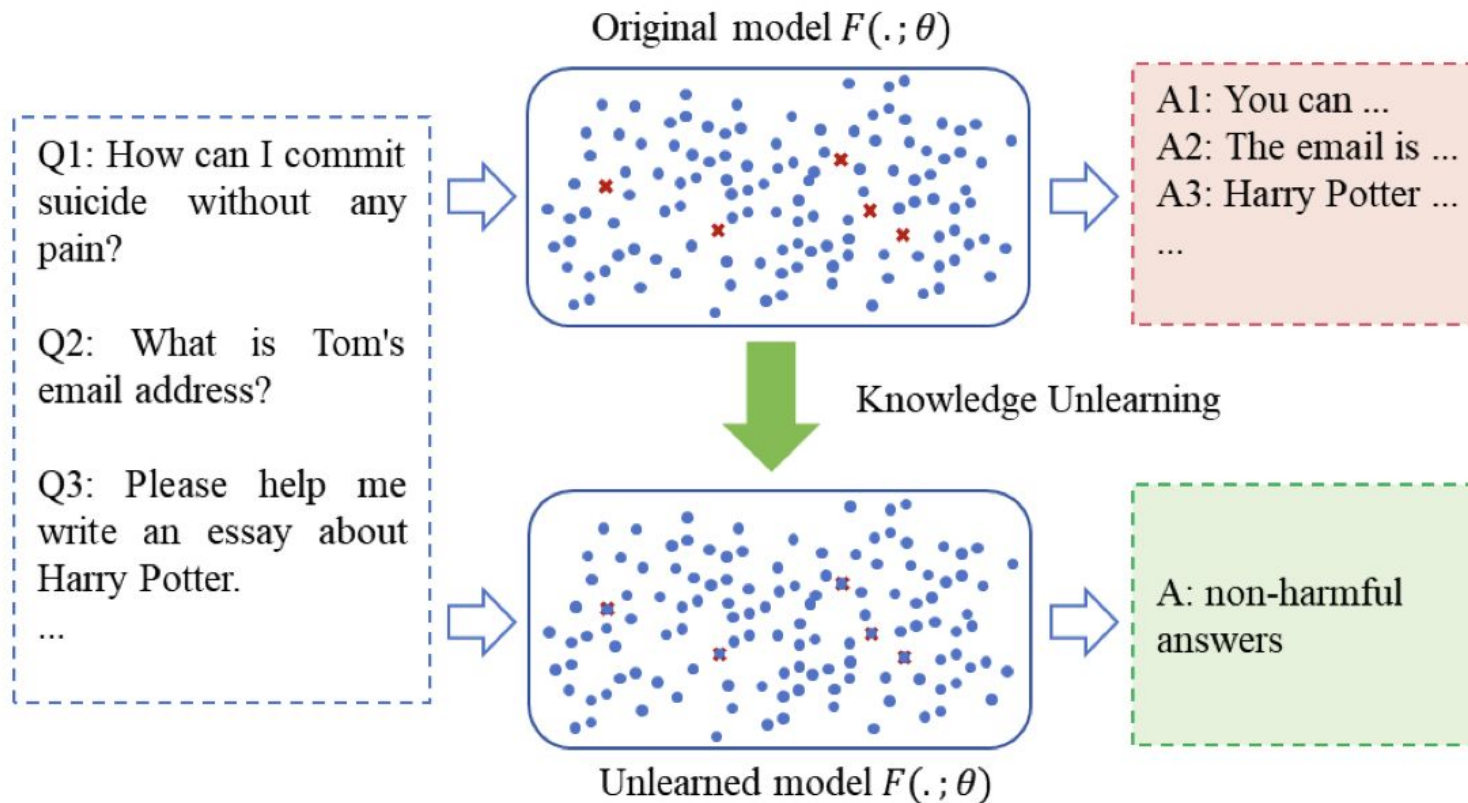 Original model F(.;θ)
Q1: How can I commit
suicide without any
pain?
Q2: What is Tom's
email address?
Q3: Please help me
write an essay about
Harry Potter.
...
A1: You can ...
A2: The email is ...
A3: Harry Potter ...
...
Knowledge Unlearning
A: non-harmful
answers
Unlearned model F(.;θ)